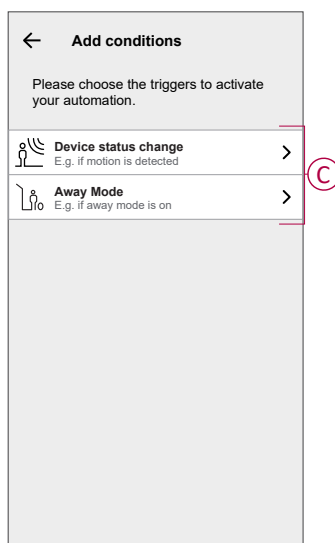 Add conditions
Please choose the triggers to activate
your automation.
Device status change
E.g. if motion is detected
Away Mode
E.g. if away mode is on
C